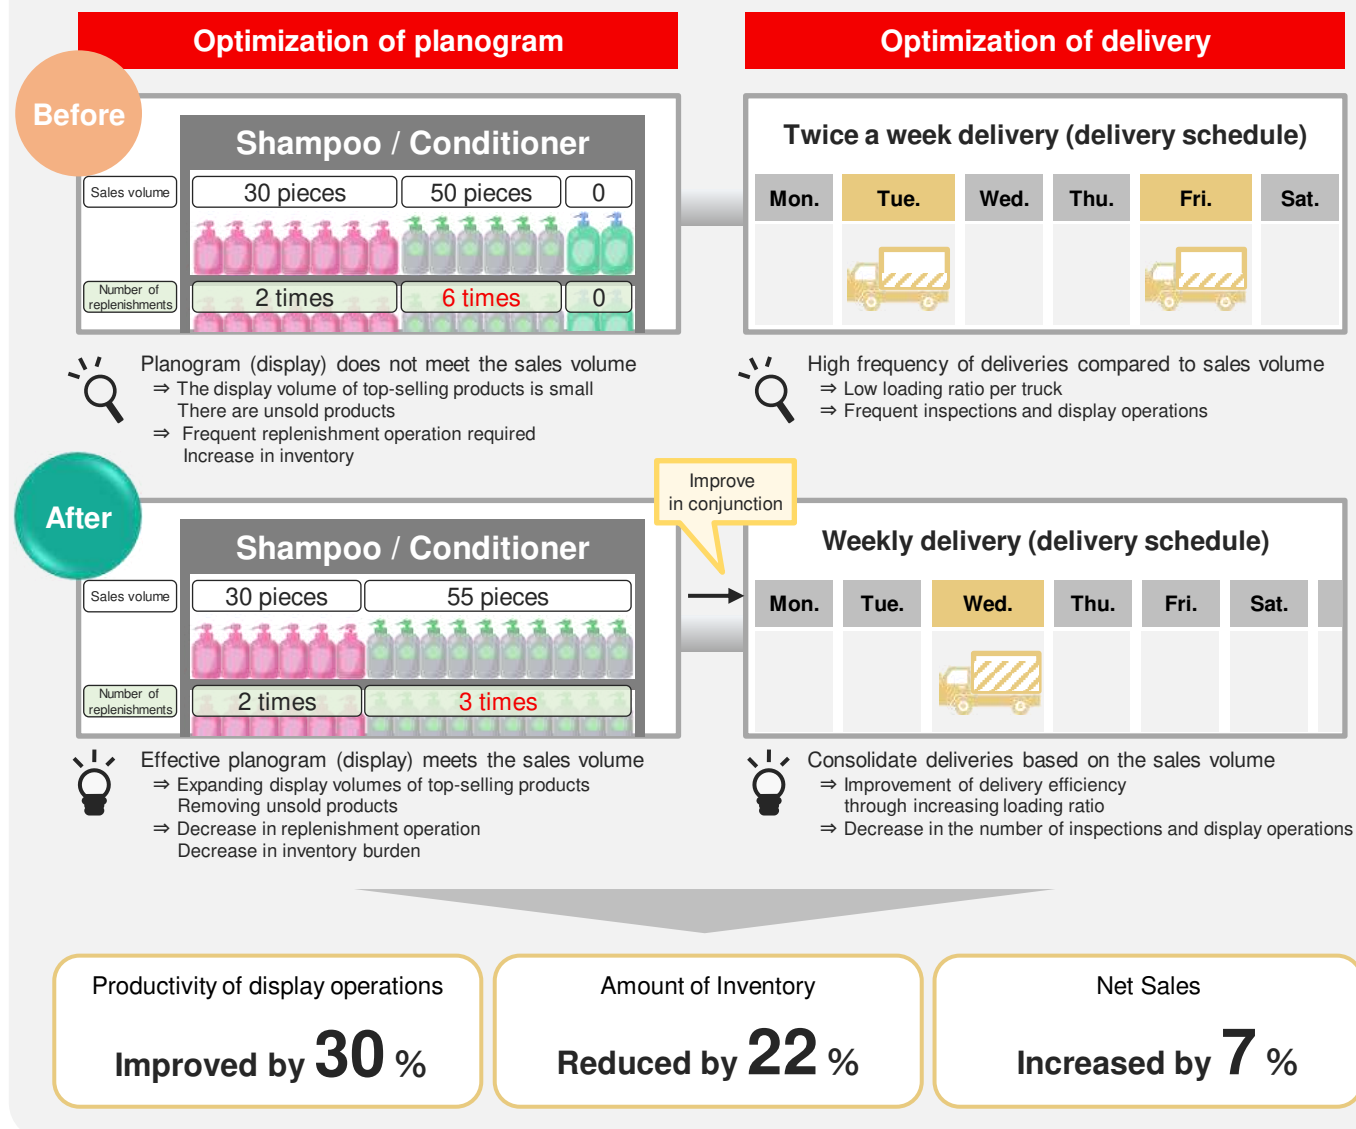 Optimization of planogram
Optimization of delivery
Before
Shampoo / Conditioner
Sales volume
30 pieces
50 pieces
0
Number of
replenishments
2 times
6 times
0
Twice a week delivery (delivery schedule)
Mon.
Tue.
Wed.
Thu.
Fri.
Sat.
Planogram (display) does not meet the sales volume
⇒ The display volume of top-selling products is small
There are unsold products
⇒ Frequent replenishment operation required
Increase in inventory
High frequency of deliveries compared to sales volume
⇒ Low loading ratio per truck
⇒ Frequent inspections and display operations
After
Shampoo / Conditioner
Sales volume
30 pieces
55 pieces
Number of
replenishments
2 times
3 times
Improve
in conjunction
Weekly delivery (delivery schedule)
Mon.
Tue.
Wed.
Thu.
Fri.
Sat.
Effective planogram (display) meets the sales volume
⇒ Expanding display volumes of top-selling products
Removing unsold products
⇒ Decrease in replenishment operation
Decrease in inventory burden
Consolidate deliveries based on the sales volume
⇒ Improvement of delivery efficiency
through increasing loading ratio
⇒ Decrease in the number of inspections and display operations
Productivity of display operations
Improved by 30 %
Amount of Inventory
Reduced by 22 %
Net Sales
Increased by 7 %